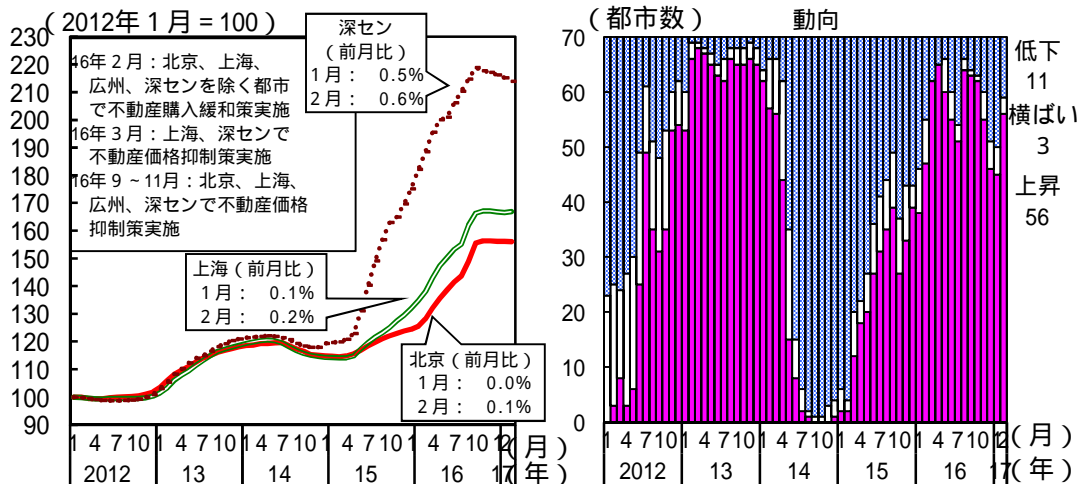 (2012年１月＝100)
230
220
210
200
190
180
170
160
150
140
130
120
110
100
90
16年２月：北京、上海、
広州、深センを除く都市
で不動産購入緩和策実施
16年３月：上海、深センで
不動産価格抑制策実施
16年９～11月：北京、上海、
広州、深センで不動産価格
抑制策実施
深セン
（前月比）
１月： 0.5%
２月： 0.6%
上海（前月比）
１月： 0.1%
２月： 0.2%
北京（前月比）
１月： 0.0%
２月： 0.1%
1 4 7 10 1 4 7 10 1 4 7 10 1 4 7 10 1 4 7 10 12 (月)
2012 13 14 15 16 17 (年)
（都市数） 動向
70
60
50
40
30
20
10
0
低下
11
横ばい
3
上昇
56
1 4 7 10 1 4 7 10 1 4 7 10 1 4 7 10 1 4 7 10 12 (月)
2012 13 14 15 16 17 (年)